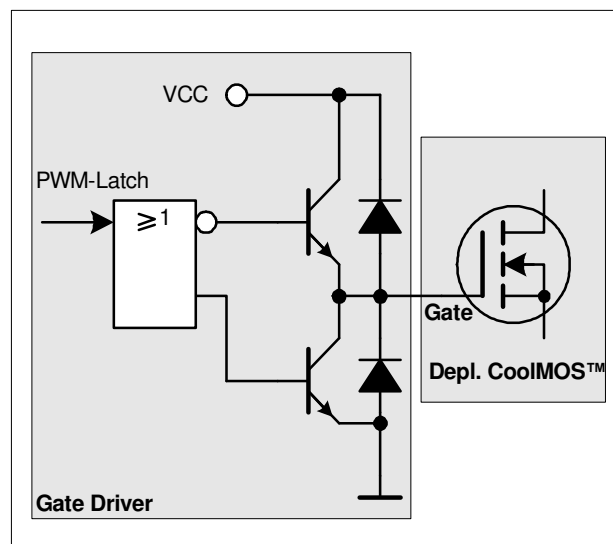 VCC
PWM-Latch
≥1
Gate
Depl. CoolMOS™
Gate Driver